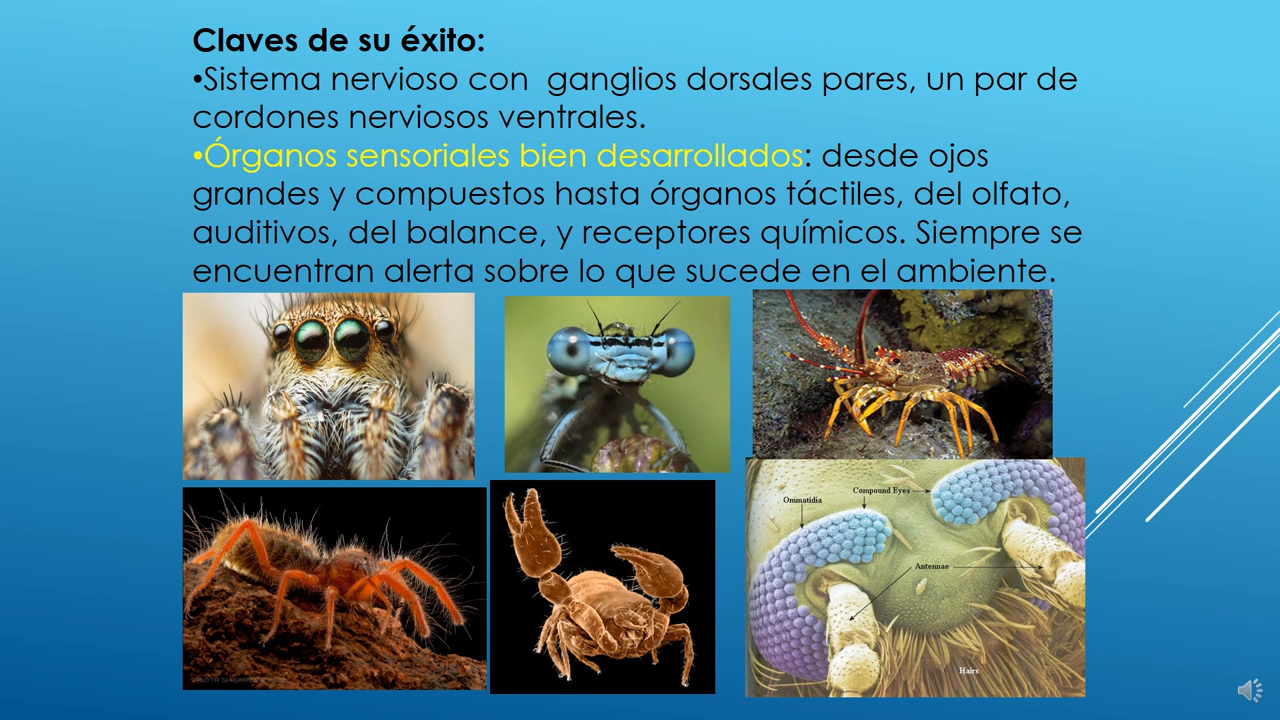 Claves de su éxito:
•Sistema nervioso con  ganglios dorsales pares, un par de
cordones nerviosos ventrales.
•Órganos sensoriales bien desarrollados: desde ojos
grandes y compuestos hasta órganos táctiles, del olfato,
auditivos, del balance, y receptores químicos. Siempre se
encuentran alerta sobre lo que sucede en el ambiente.
Compound Eyes
Ommatidia
Antennae
Hairs